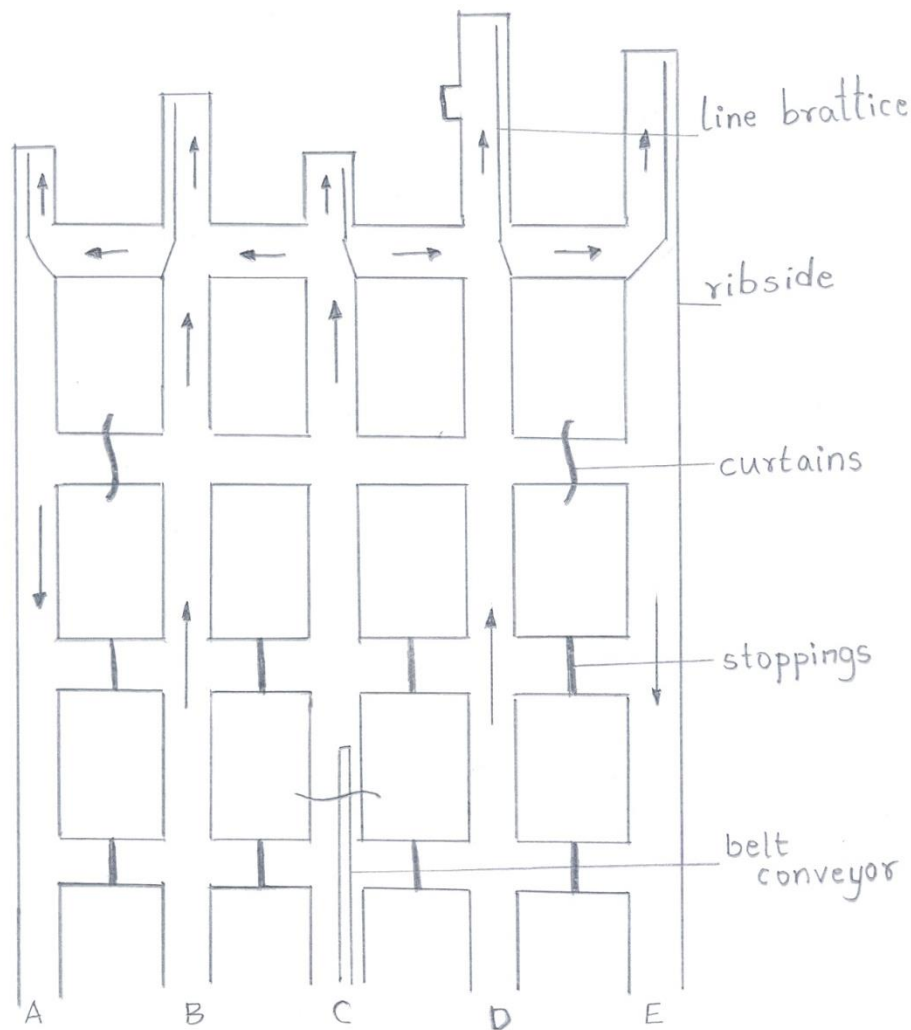 line brattice
ribside
curtains
stoppings
belt
conveyor
A B C D E